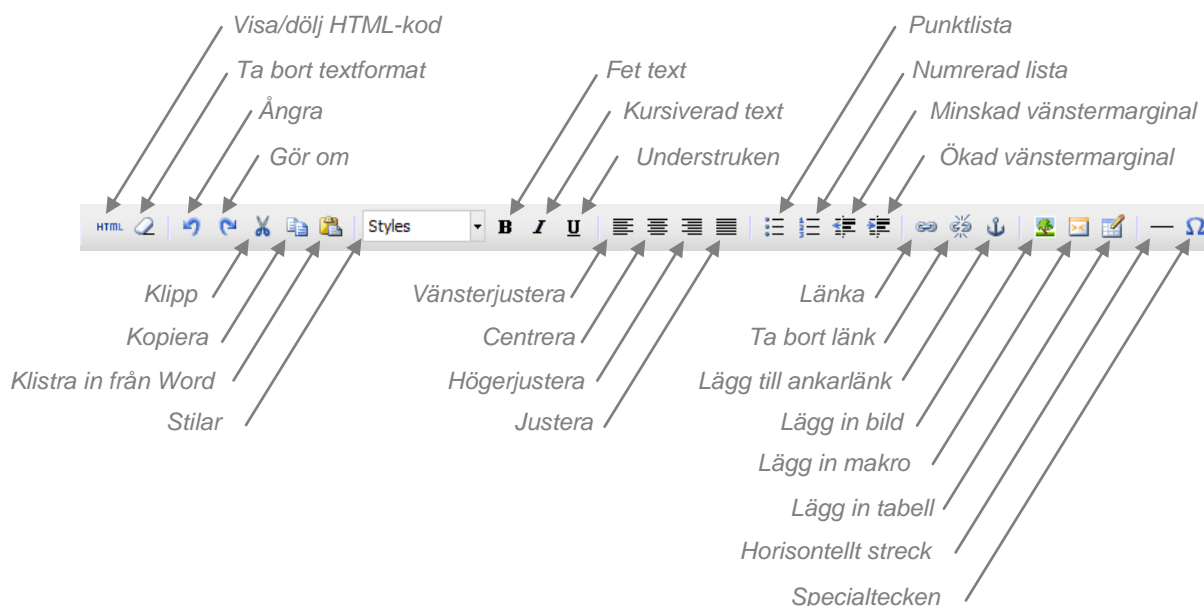 Visa/dölj HTML-kod
Punktlista
Ta bort textformat
Fet text
Numrerad lista
Ångra
Kursiverad text
Minskad vänstermarginal
Gör om
Understruken
Ökad vänstermarginal
HTML
Styles
B I U
Ω
Klipp
Vänsterjustera
Länka
Kopiera
Centrera
Ta bort länk
Klistra in från Word
Högerjustera
Lägg till ankarlänk
Stilar
Justera
Lägg in bild
Lägg in makro
Lägg in tabell
Horisontellt streck
Specialtecken